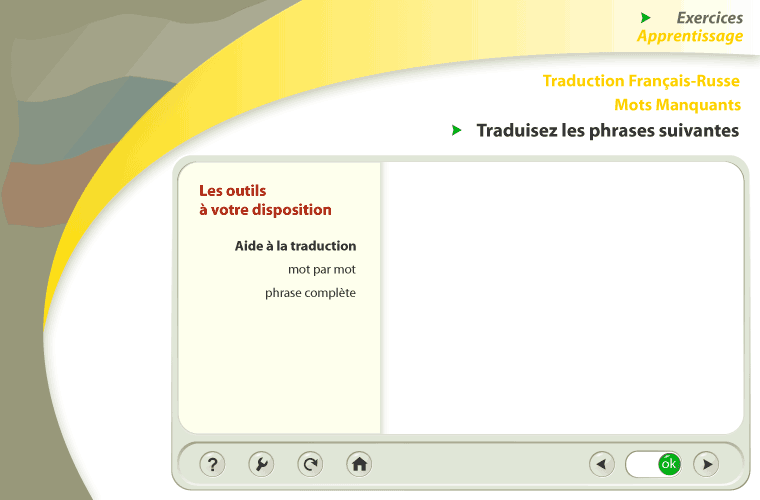 Exercices
Apprentissage
Traduction Français-Russe
Mots Manquants
Traduisez les phrases suivantes
Les outils
à votre disposition
Aide à la traduction
mot par mot
phrase complète
?
ok